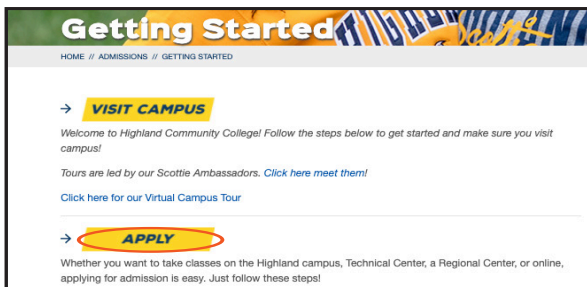 Getting Started
HOME // ADMISSIONS // GETTING STARTED
→ VISIT CAMPUS
Welcome to Highland Community College! Follow the steps below to get started and make sure you visit
campus!
Tours are led by our Scottie Ambassadors. Click here meet them!
Click here for our Virtual Campus Tour
→ APPLY
Whether you want to take classes on the Highland campus, Technical Center, a Regional Center, or online,
applying for admission is easy. Just follow these steps!